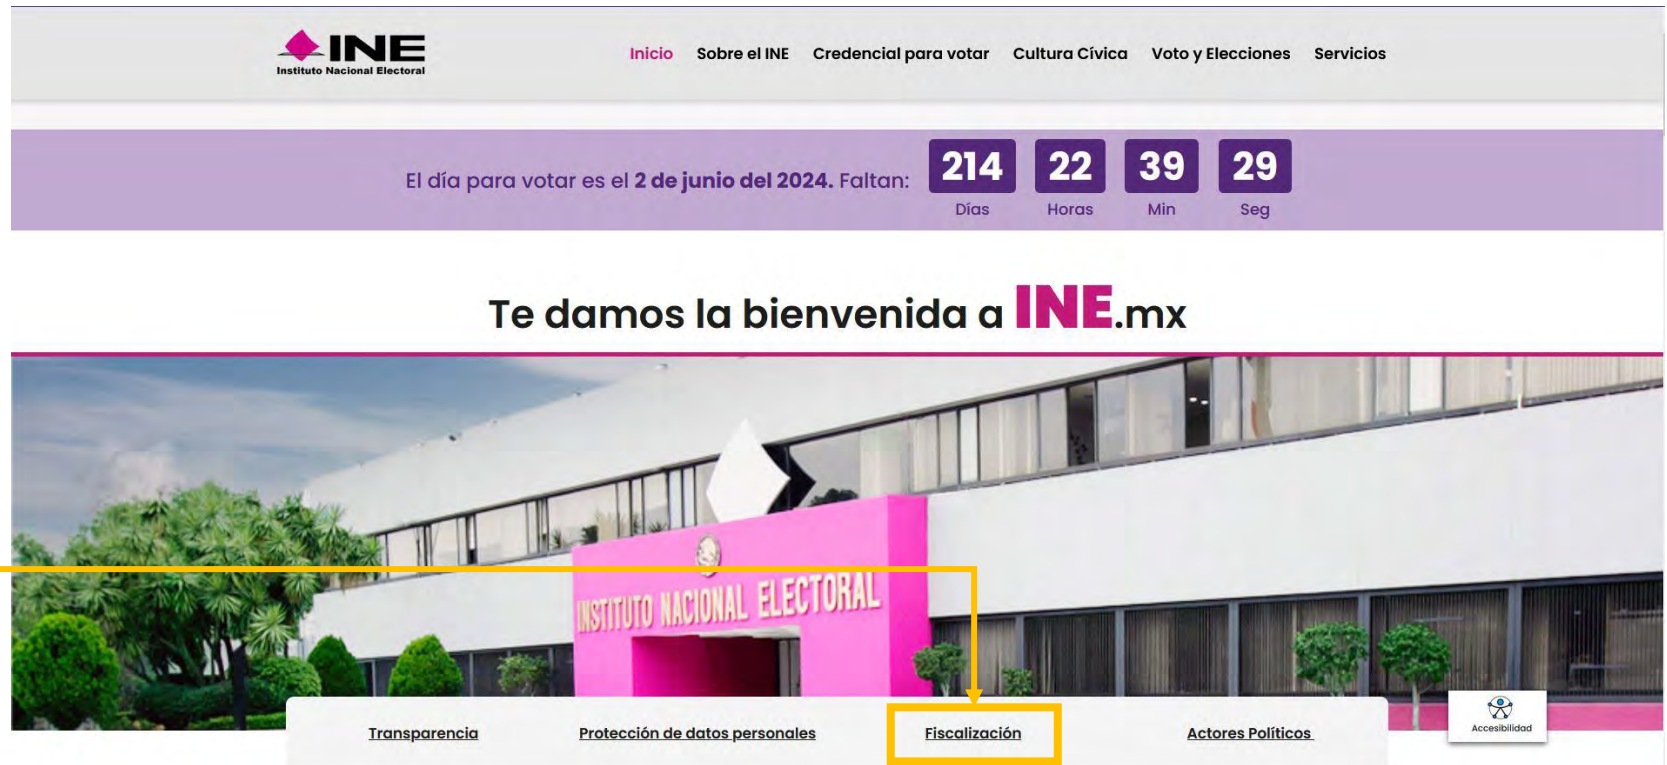 INE
Instituto Nacional Electoral
Inicio Sobre el INE Credencial para votar Cultura Cívica Voto y Elecciones Servicios
El día para votar es el 2 de junio del 2024. Faltan: 214 22 39 29
Días Horas Min Seg
Te damos la bienvenida a INE.mx
INSTITUTO NACIONAL ELECTORAL
Transparencia Protección de datos personales Fiscalización Actores Políticos
Accesibilidad